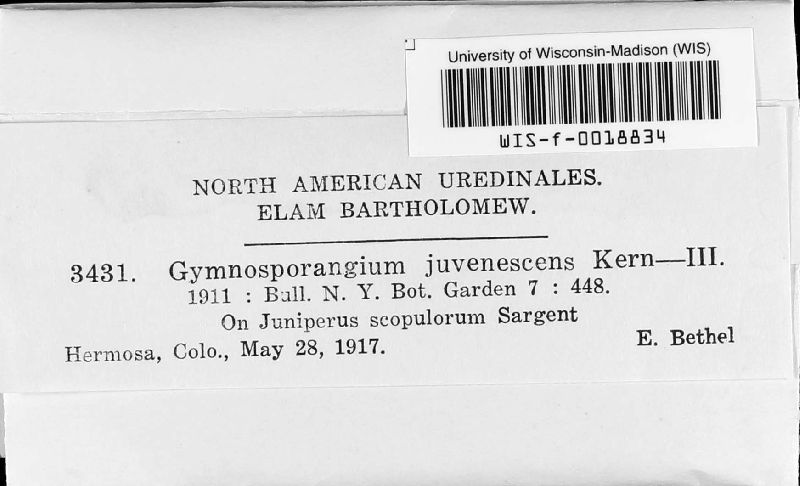 University of Wisconsin-Madison (WIS)
WIS-f-0018834
NORTH AMERICAN UREDINALES.
ELAM BARTHOLOMEW.
3431. Gymnosporangium juvenescens Kern—III.
1911 : Bull. N. Y. Bot. Garden 7 : 448.
On Juniperus scopulorum Sargent
Hermosa, Colo., May 28, 1917. E. Bethel